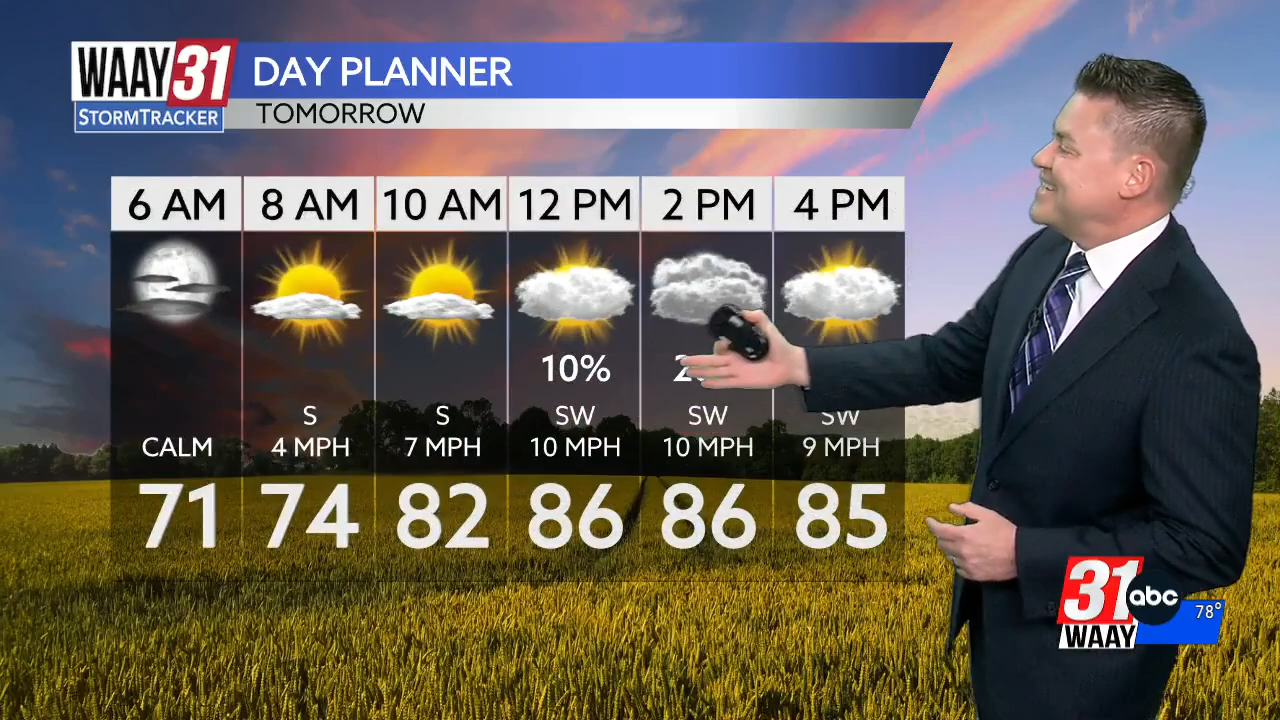 WAAY 31
DAY PLANNER
STORMTRACKER
TOMORROW
6 AM 8 AM 10 AM 12 PM 2 PM 4 PM
10%
S S SW SW SW
CALM 4 MPH 7 MPH 10 MPH 10 MPH 9 MPH
71 74 82 86 86 85
31
abc
78°
WAAY